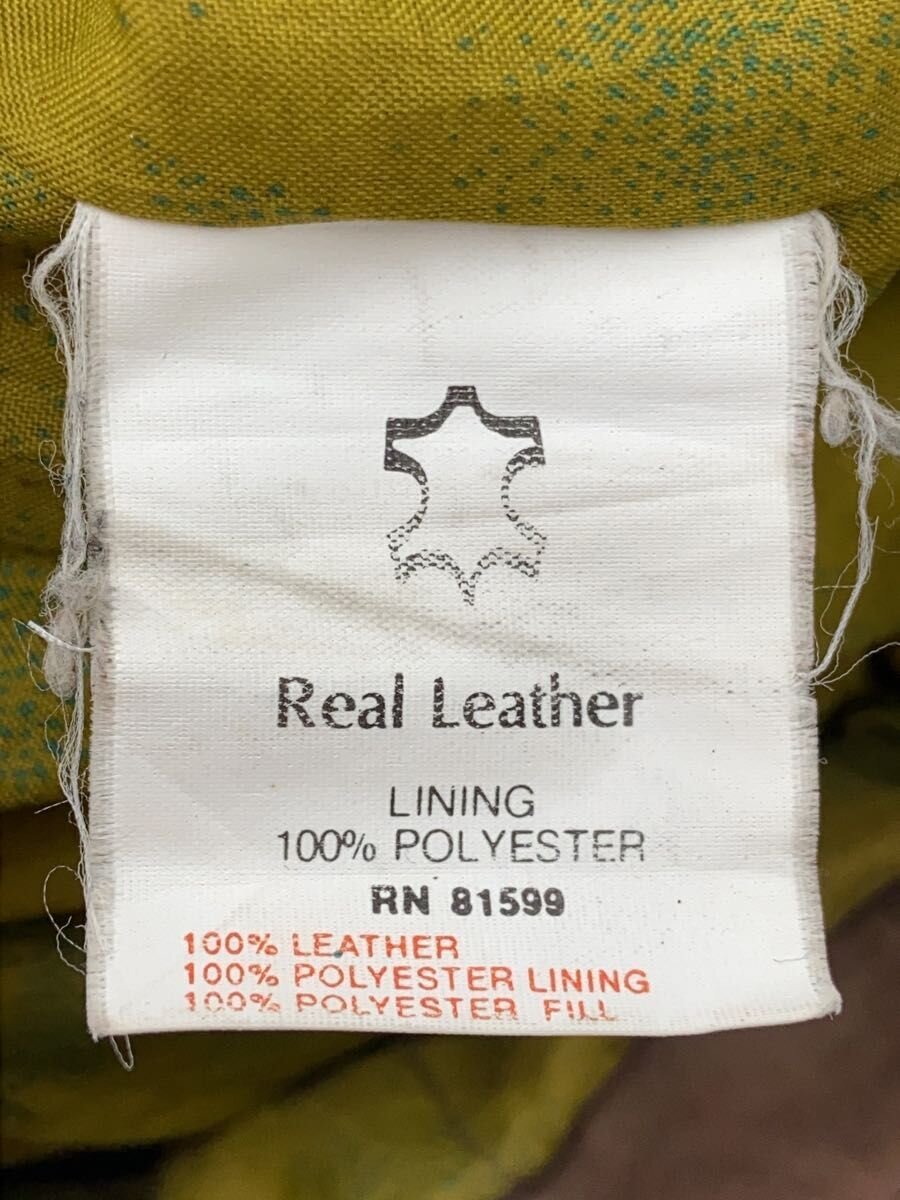 Real Leather
LINING
100% POLYESTER
RN 81599
100% LEATHER
100% POLYESTER LINING
100% POLYESTER FILL